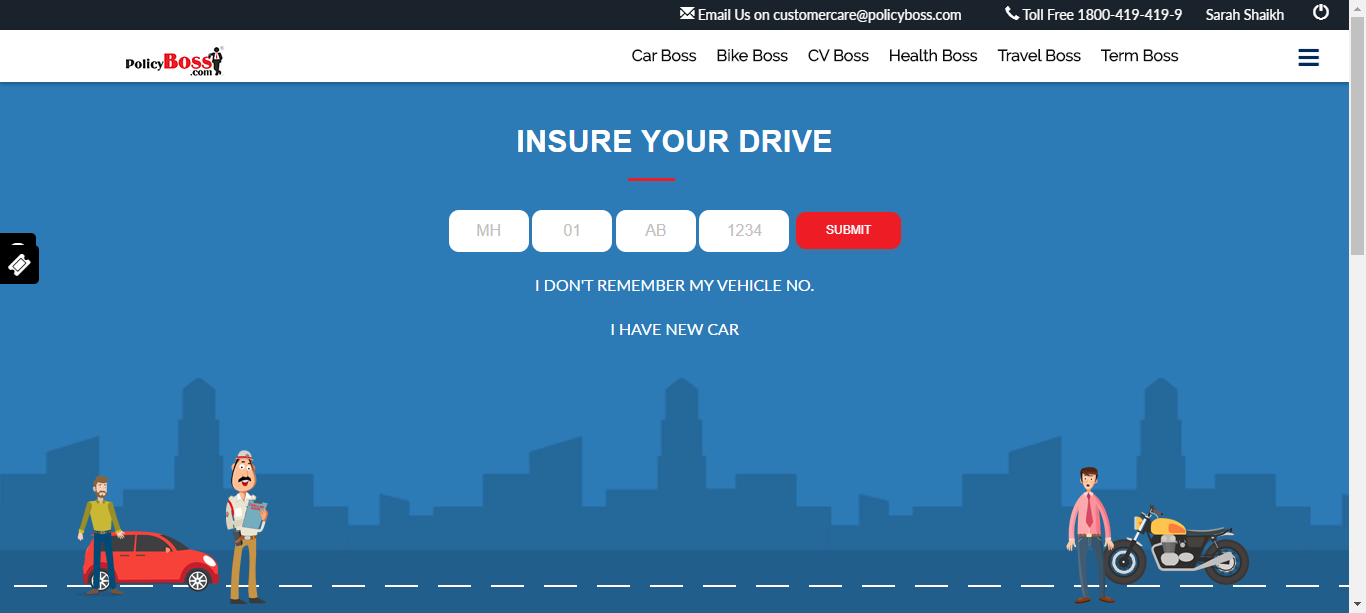 Email Us on customercare@policyboss.com Toll Free 1800-419-419-9 Sarah Shaikh
PolicyBoss
.com
Car Boss Bike Boss CV Boss Health Boss Travel Boss Term Boss
INSURE YOUR DRIVE
MH 01 AB 1234 SUBMIT
I DON'T REMEMBER MY VEHICLE NO.
I HAVE NEW CAR